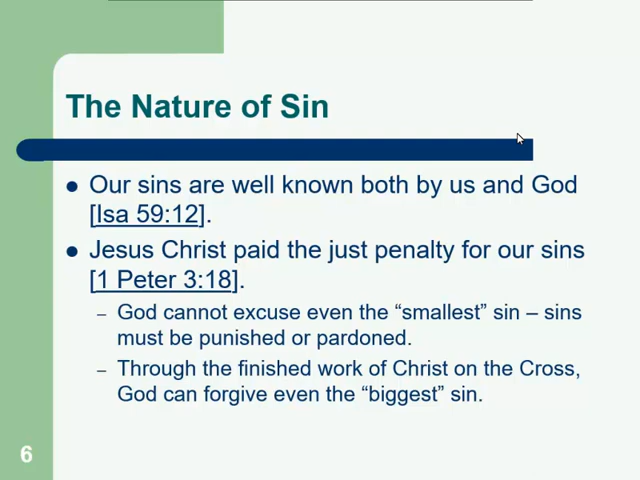 The Nature of Sin
Our sins are well known both by us and God
[Isa 59:12].
Jesus Christ paid the just penalty for our sins
[1 Peter 3:18].
– God cannot excuse even the “smallest” sin – sins
must be punished or pardoned.
– Through the finished work of Christ on the Cross,
God can forgive even the “biggest” sin.
6